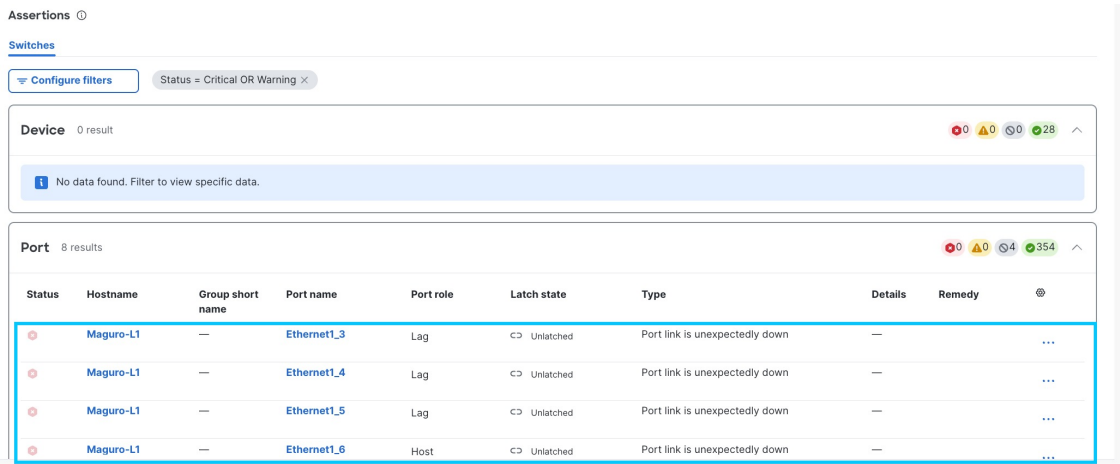 Assertions
Switches
Configure filters
Status = Critical OR Warning ×
Device 0 result 0 0 0 28
No data found. Filter to view specific data.
Port 8 results 0 0 4 354
Status Hostname Group short name Port name Port role Latch state Type Details Remedy
Maguro-L1 — Ethernet1_3 Lag Unlatched Port link is unexpectedly down — ...
Maguro-L1 — Ethernet1_4 Lag Unlatched Port link is unexpectedly down — ...
Maguro-L1 — Ethernet1_5 Lag Unlatched Port link is unexpectedly down — ...
Maguro-L1 — Ethernet1_6 Host Unlatched Port link is unexpectedly down — ...